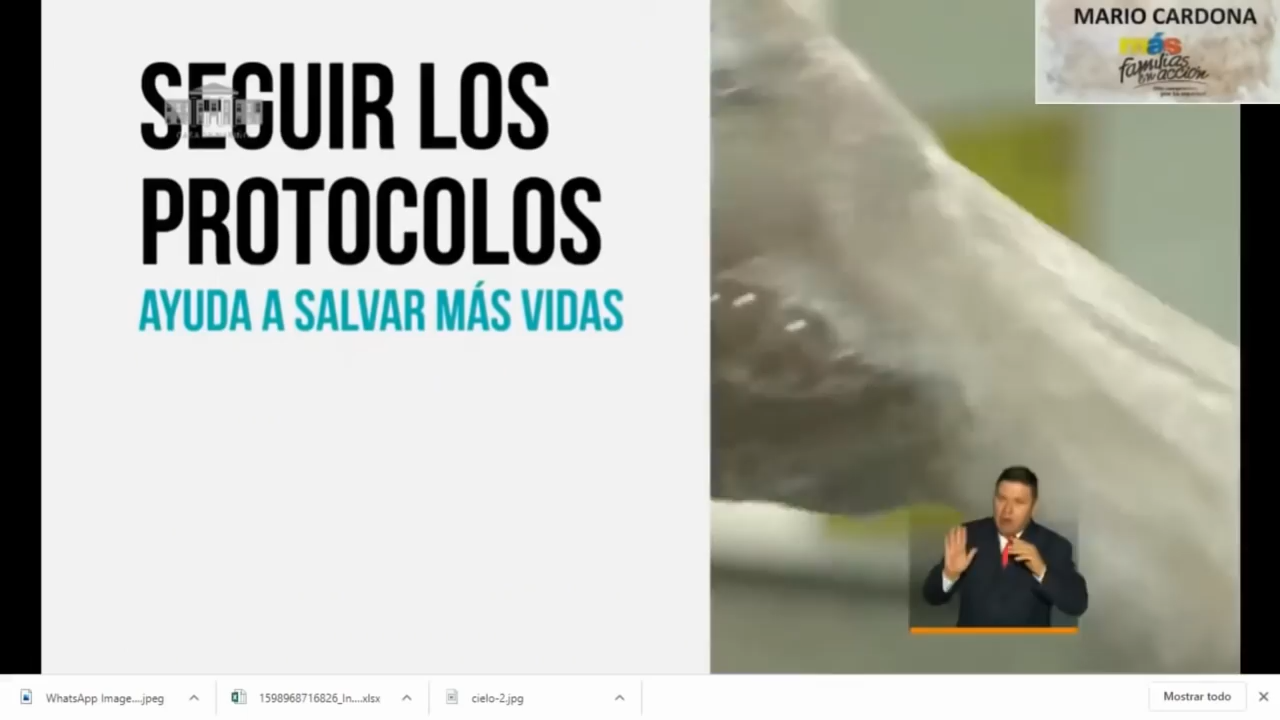 MARIO CARDONA
más
familias
en acción
SEGUIR LOS
PROTOCOLOS
AYUDA A SALVAR MÁS VIDAS
WhatsApp Image....jpeg
1598968716826_In....xlsx
cielo-2.jpg
Mostrar todo